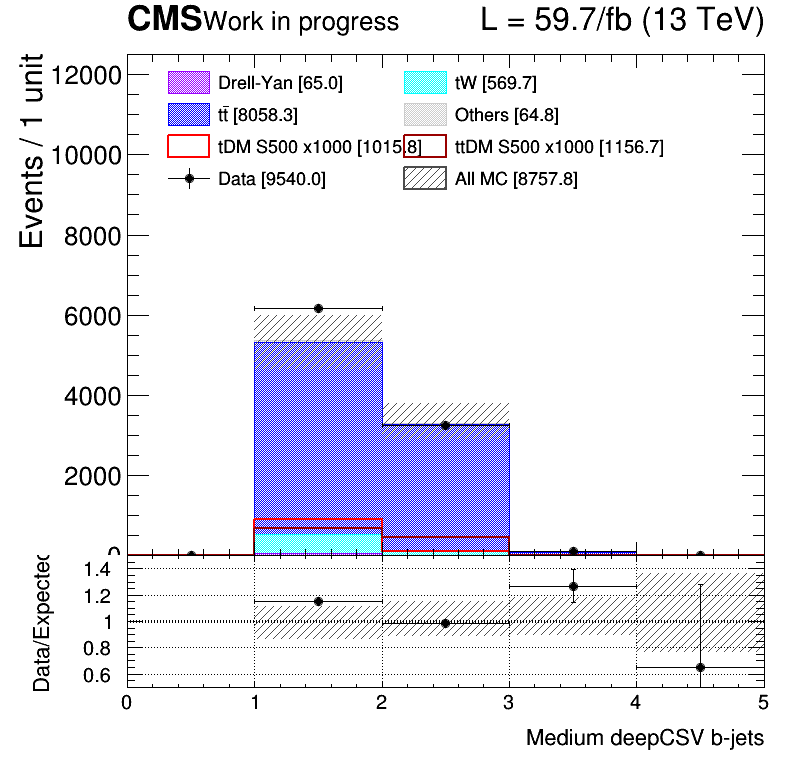 CMS Work in progress L = 59.7/fb (13 TeV)
Events / 1 unit
12000
10000
8000
6000
4000
2000
0
Drell-Yan [65.0] tW [569.7]
tt̄ [8058.3] Others [64.8]
tDM S500 x1000 [1015.8] ttDM S500 x1000 [1156.7]
Data [9540.0] All MC [8757.8]
Data/Expected
1.4
1.2
1
0.8
0.6
0 1 2 3 4 5
Medium deepCSV b-jets